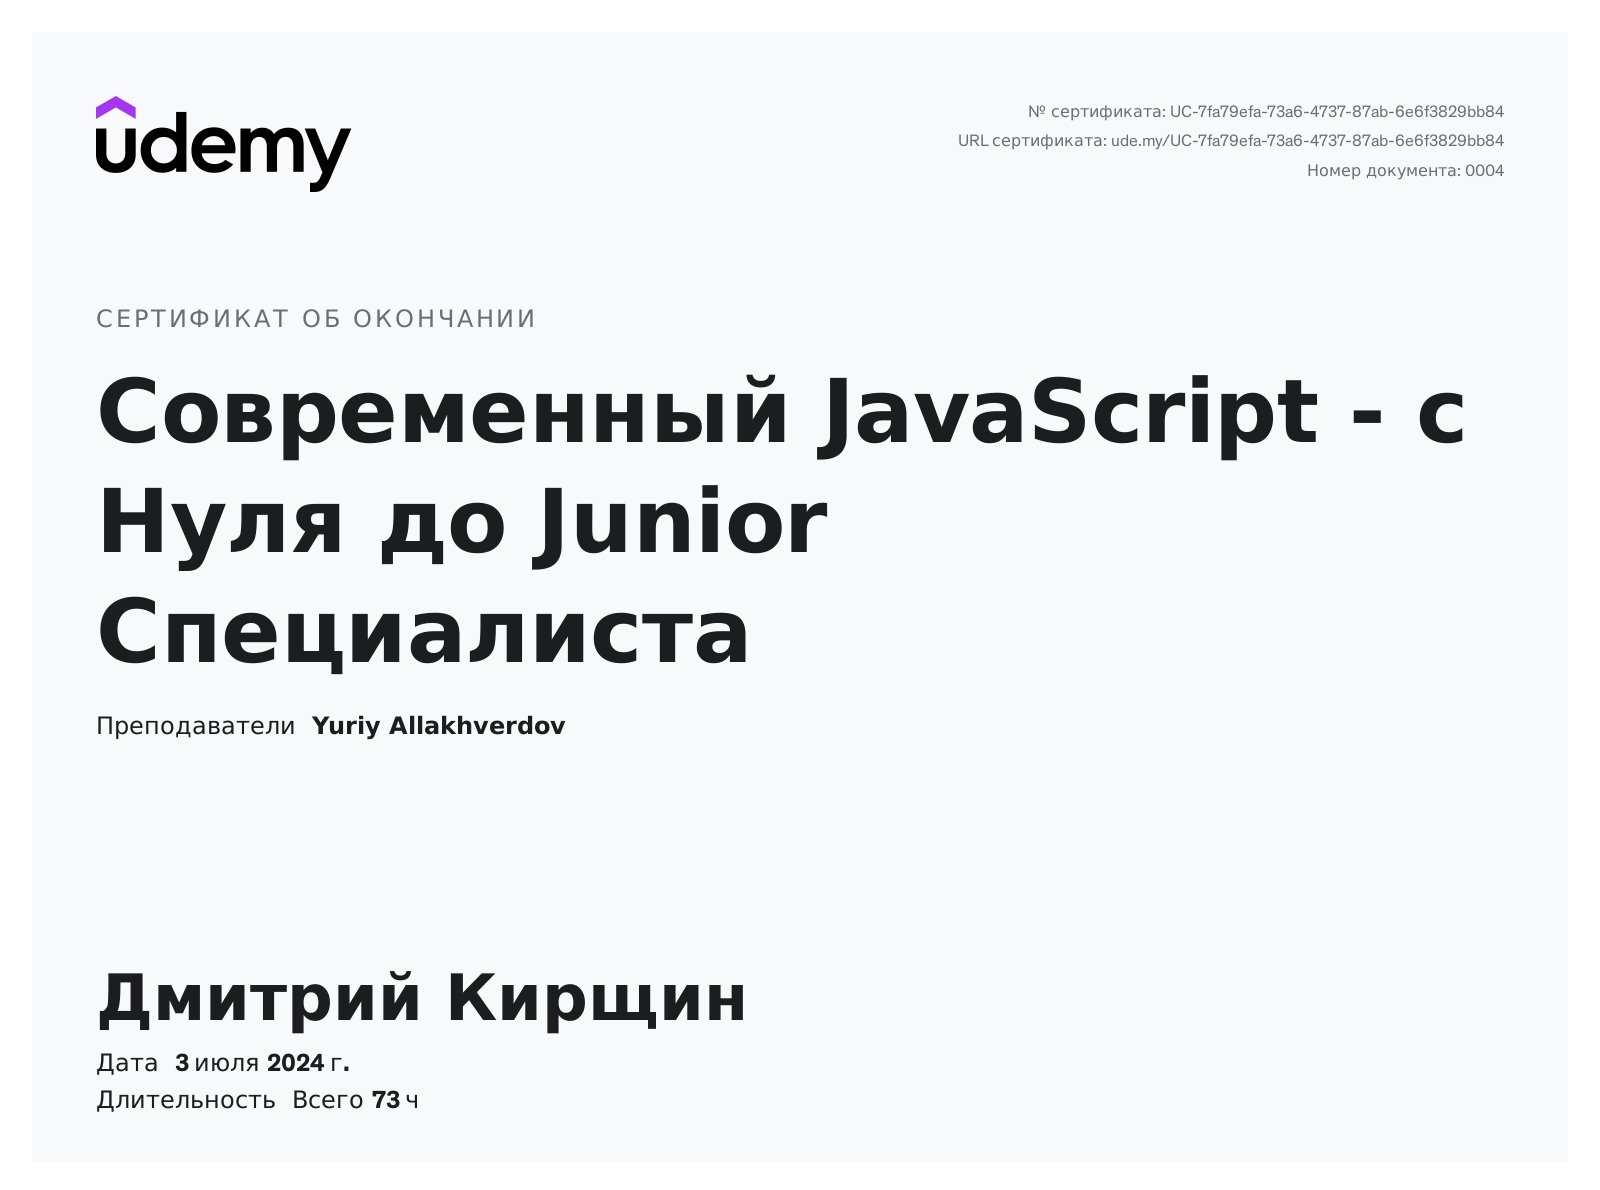 udemy
№ сертификата: UC-7fa79efa-73a6-4737-87ab-6e6f3829bb84
URL сертификата: ude.my/UC-7fa79efa-73a6-4737-87ab-6e6f3829bb84
Номер документа: 0004
СЕРТИФИКАТ ОБ ОКОНЧАНИИ
Современный JavaScript - с
Нуля до Junior
Специалиста
Преподаватели Yuriy Allakhverdov
Дмитрий Кирщин
Дата 3 июля 2024 г.
Длительность Всего 73 ч